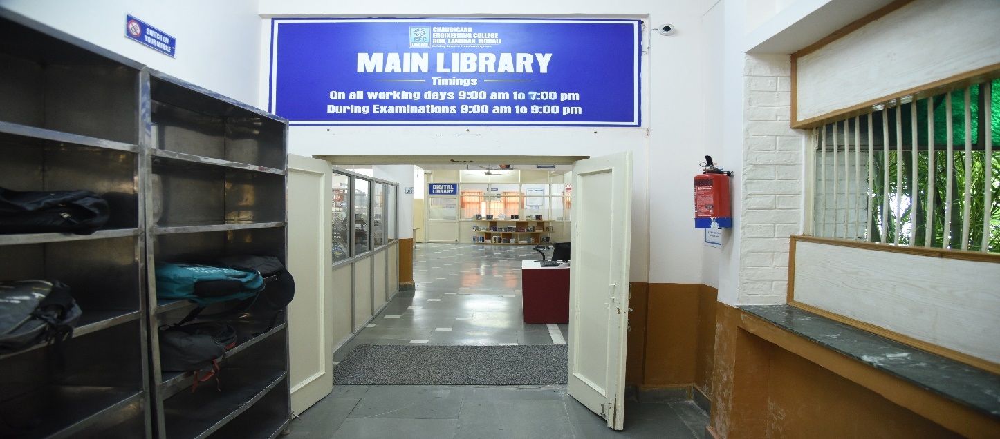 SWITCH OFF
YOUR MOBILE
CEC
LANDRAN
CHANDIGARH
ENGINEERING COLLEGE
CGC, LANDRAN, MOHALI
Building Careers. Transforming Lives.
MAIN LIBRARY
Timings
On all working days 9:00 am to 7:00 pm
During Examinations 9:00 am to 9:00 pm
DIGITAL
LIBRARY